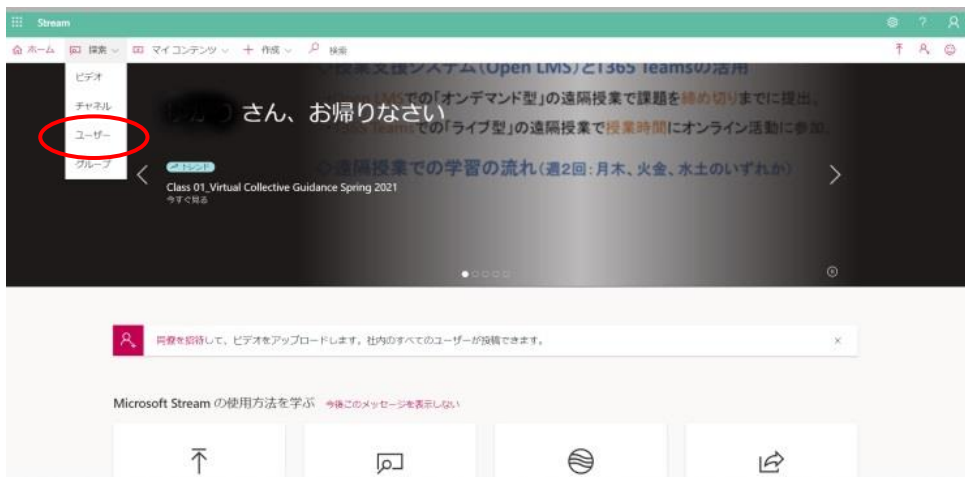 Stream
?
ホーム 探索 マイ コンテンツ + 作成 検索
ビデオ
チャネル
ユーザー
グループ
授業支援システム(Open LMS)とI365 Teamsの活用
での「オンデマンド型」の遠隔授業で課題を締め切りまでに提出。
さん、お帰りなさい
I365 Teamsでの「ライブ型」の遠隔授業で授業時間にオンライン活動に参加。
◇遠隔授業での学習の流れ(週2回:月木、火金、水土のいずれか)
トレンド
Class 01_Virtual Collective Guidance Spring 2021
今すぐ見る
同僚を招待して、ビデオをアップロードします。社内のすべてのユーザーが投稿できます。 ×
Microsoft Stream の使用方法を学ぶ 今後このメッセージを表示しない